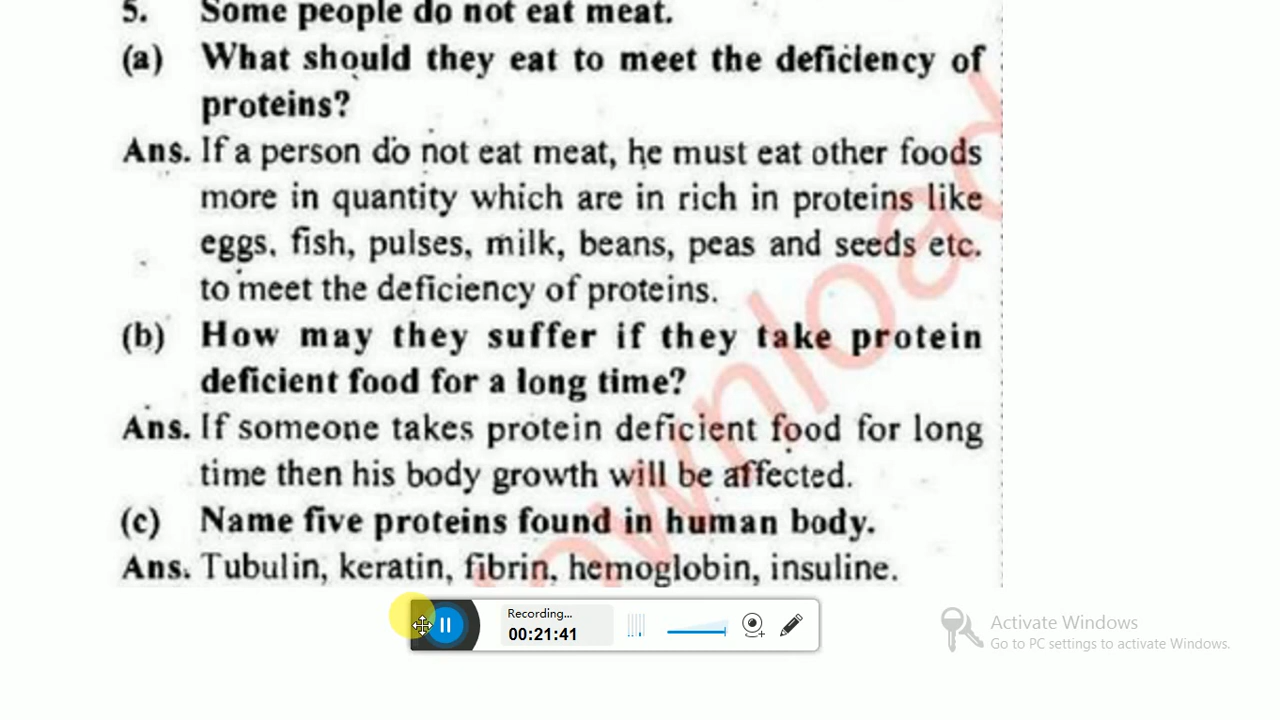 5. Some people do not eat meat.
(a) What should they eat to meet the deficiency of
proteins?
Ans. If a person do not eat meat, he must eat other foods
more in quantity which are in rich in proteins like
eggs, fish, pulses, milk, beans, peas and seeds etc.
to meet the deficiency of proteins.
(b) How may they suffer if they take protein
deficient food for a long time?
Ans. If someone takes protein deficient food for long
time then his body growth will be affected.
(c) Name five proteins found in human body.
Ans. Tubulin, keratin, fibrin, hemoglobin, insuline.
Recording...
00:21:41
Activate Windows
Go to PC settings to activate Windows.